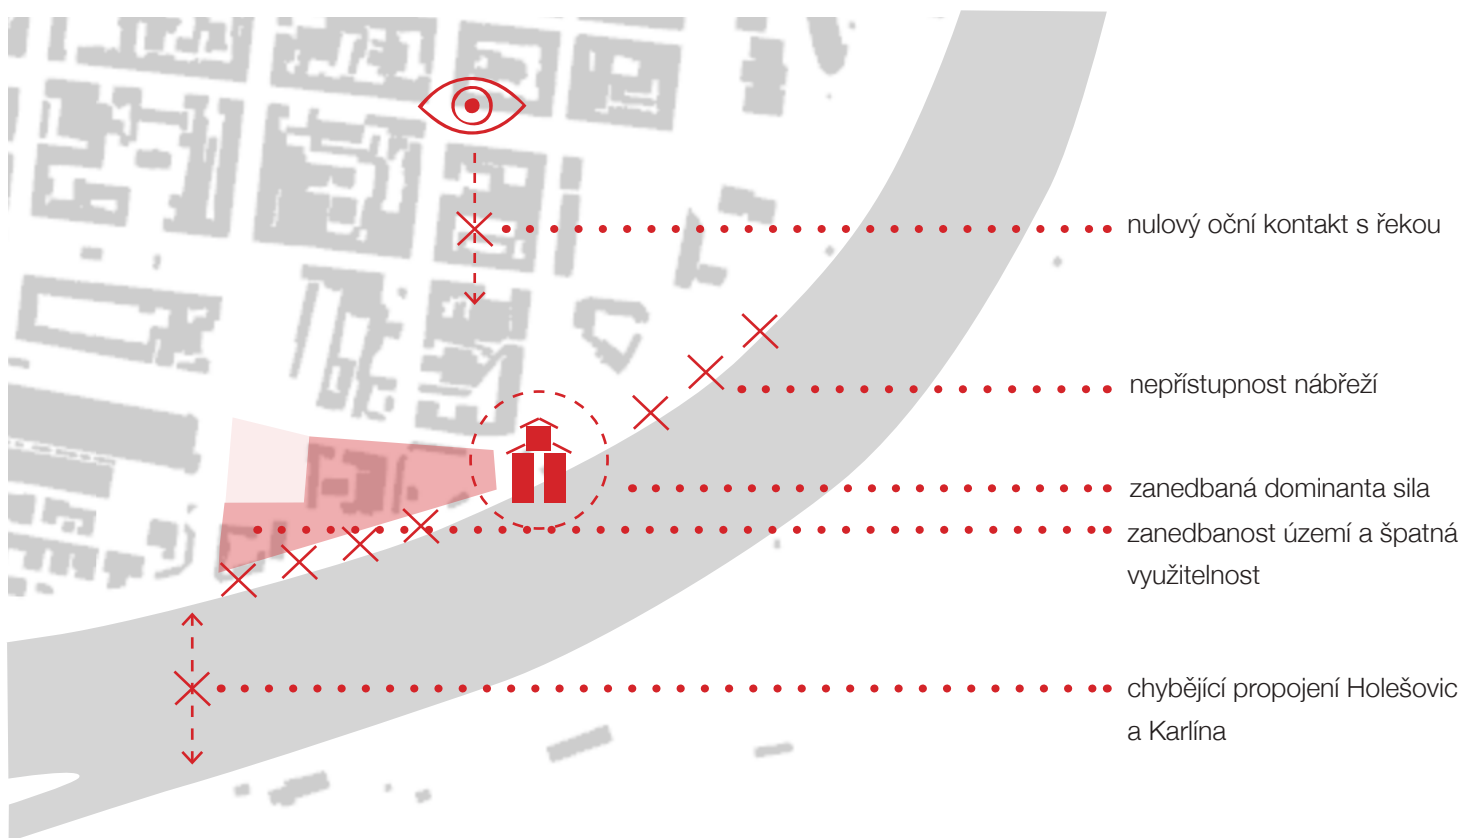 nulový oční kontakt s řekou
nepřístupnost nábřeží
zanedbaná dominanta sila
zanedbanost území a špatná
využitelnost
chybějící propojení Holešovic
a Karlína